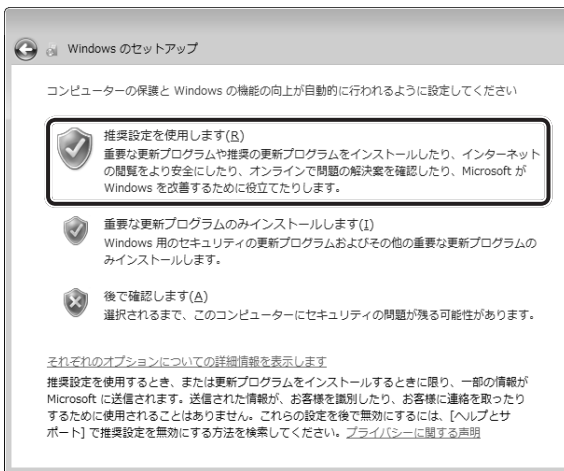 Windows のセットアップ
コンピューターの保護と Windows の機能の向上が自動的に行われるように設定してください
推奨設定を使用します(R)
重要な更新プログラムや推奨の更新プログラムをインストールしたり、インターネット
の閲覧をより安全にしたり、オンラインで問題の解決案を確認したり、Microsoft が
Windows を改善するために役立てたりします。
重要な更新プログラムのみインストールします(I)
Windows 用のセキュリティの更新プログラムおよびその他の重要な更新プログラムの
みインストールします。
後で確認します(A)
選択されるまで、このコンピューターにセキュリティの問題が残る可能性があります。
それぞれのオプションについての詳細情報を表示します
推奨設定を使用するとき、または更新プログラムをインストールするときに限り、一部の情報が
Microsoft に送信されます。送信された情報が、お客様を識別したり、お客様に連絡を取ったり
するために使用されることはありません。これらの設定を後で無効にするには、[ヘルプとサ
ポート] で推奨設定を無効にする方法を検索してください。プライバシーに関する声明